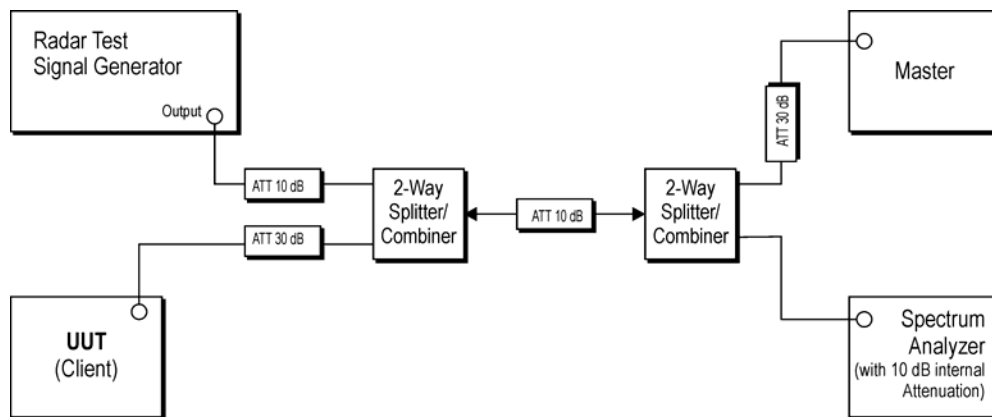 Radar Test
Signal Generator
Output
ATT 10 dB
2-Way
Splitter/
Combiner
ATT 30 dB
ATT 10 dB
2-Way
Splitter/
Combiner
ATT 30 dB
Master
UUT
(Client)
Spectrum
Analyzer
(with 10 dB internal
Attenuation)